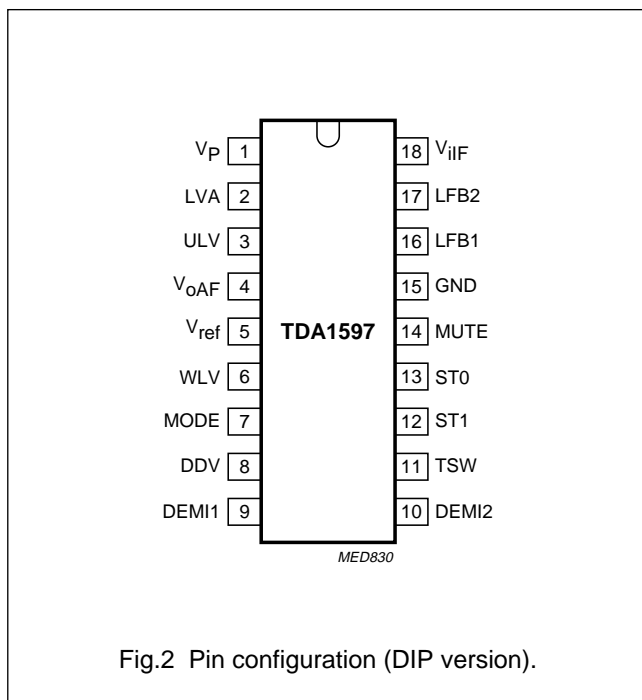 V_P 1 18 V_iIF
LVA 2 17 LFB2
ULV 3 16 LFB1
V_oAF 4 15 GND
V_ref 5 TDA1597 14 MUTE
WLV 6 13 ST0
MODE 7 12 ST1
DDV 8 11 TSW
DEMI1 9 10 DEMI2
MED830
Fig.2 Pin configuration (DIP version).